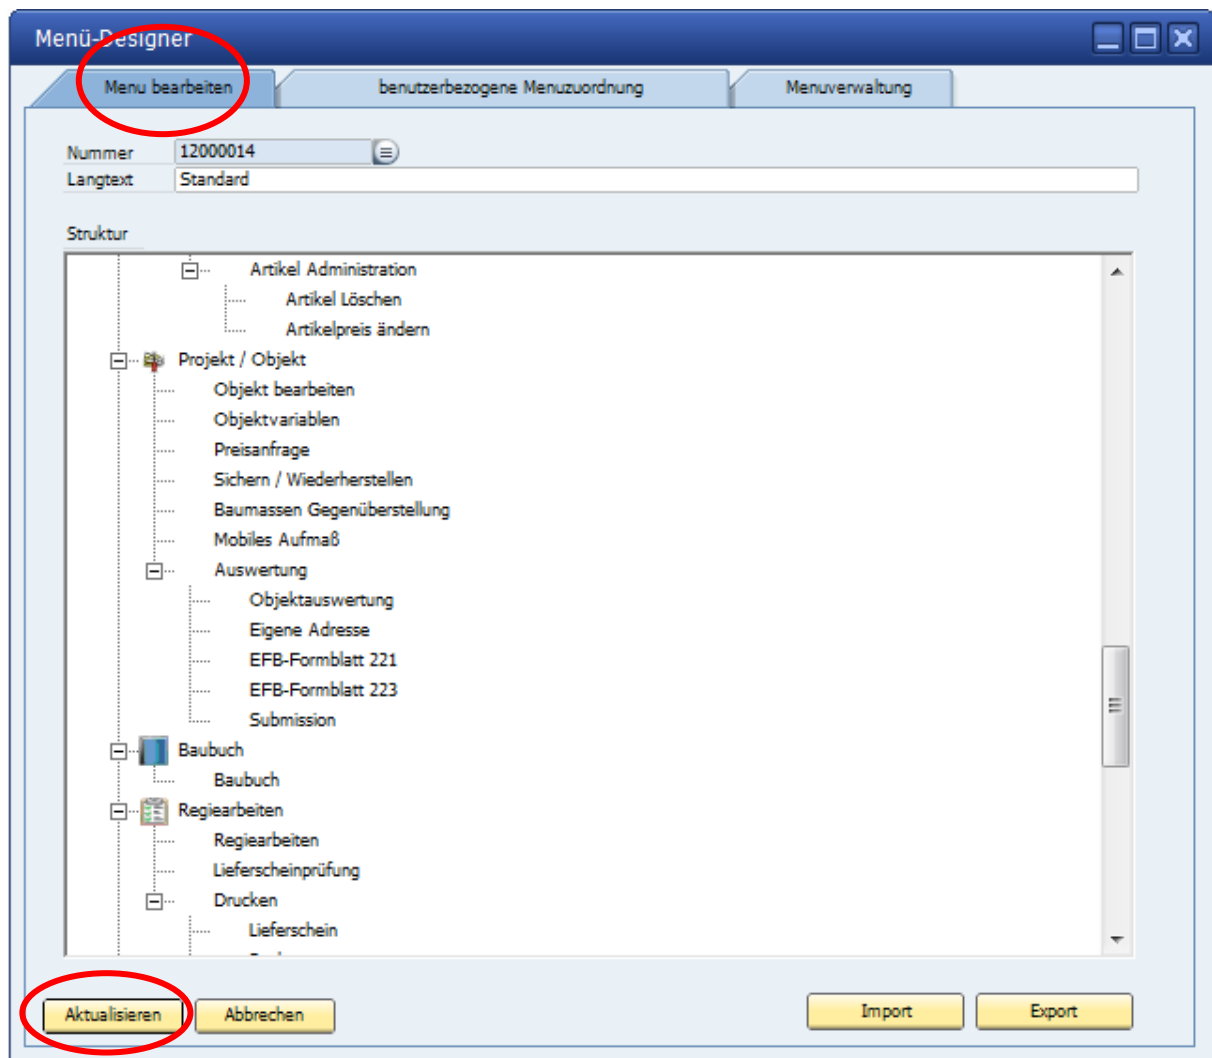 Menü-Designer
Menu bearbeiten benutzerbezogene Menuzuordnung Menuverwaltung
Nummer 12000014
Langtext Standard
Struktur
Artikel Administration
Artikel Löschen
Artikelpreis ändern
Projekt / Objekt
Objekt bearbeiten
Objektvariablen
Preisanfrage
Sichern / Wiederherstellen
Baumassen Gegenüberstellung
Mobiles Aufmaß
Auswertung
Objektauswertung
Eigene Adresse
EFB-Formblatt 221
EFB-Formblatt 223
Submission
Baubuch
Baubuch
Regiearbeiten
Regiearbeiten
Lieferscheinprüfung
Drucken
Lieferschein
Aktualisieren Abbrechen Import Export